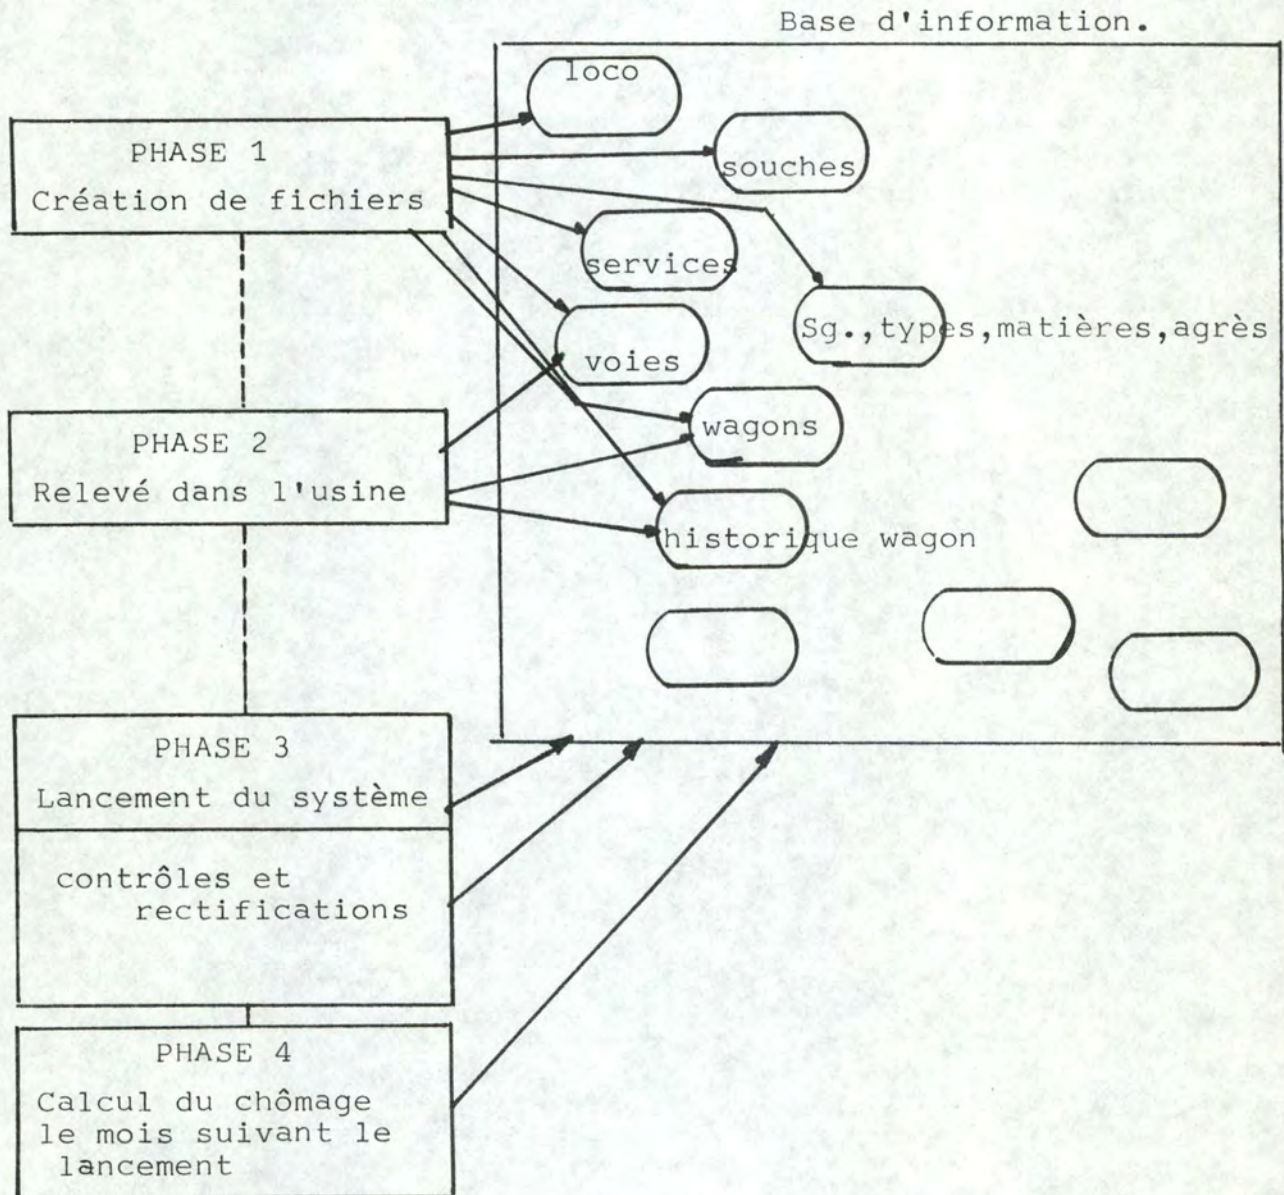 Base d'information.
loco
PHASE 1
souches
Création de fichiers
services
Sg.,types,matières,agrès
voies
wagons
PHASE 2
Relevé dans l'usine
historique wagon
PHASE 3
Lancement du système
contrôles et
rectifications
PHASE 4
Calcul du chômage
le mois suivant le
lancement